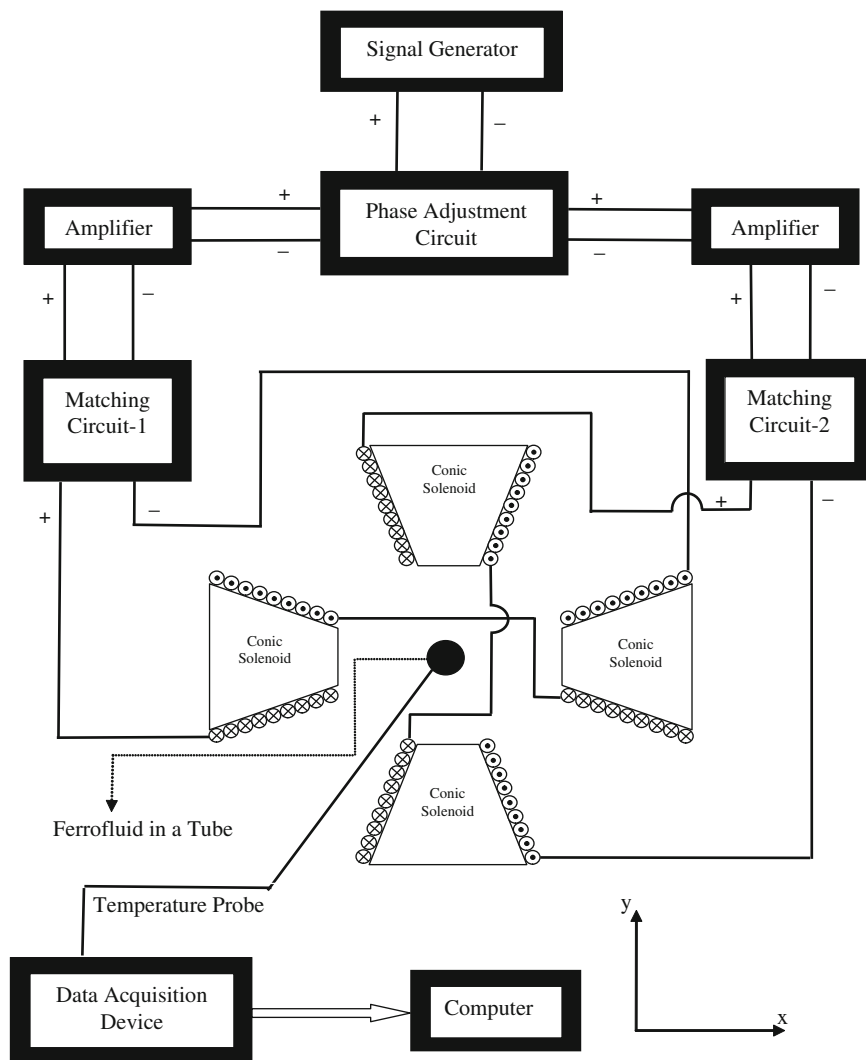 Signal Generator
+
–
Phase Adjustment
Circuit
+
–
+
–
Amplifier
Amplifier
+
–
+
–
Matching
Circuit-1
Matching
Circuit-2
+
–
+
–
Conic
Solenoid
Conic
Solenoid
Conic
Solenoid
Conic
Solenoid
Ferrofluid in a Tube
Temperature Probe
Data Acquisition
Device
Computer
y
x